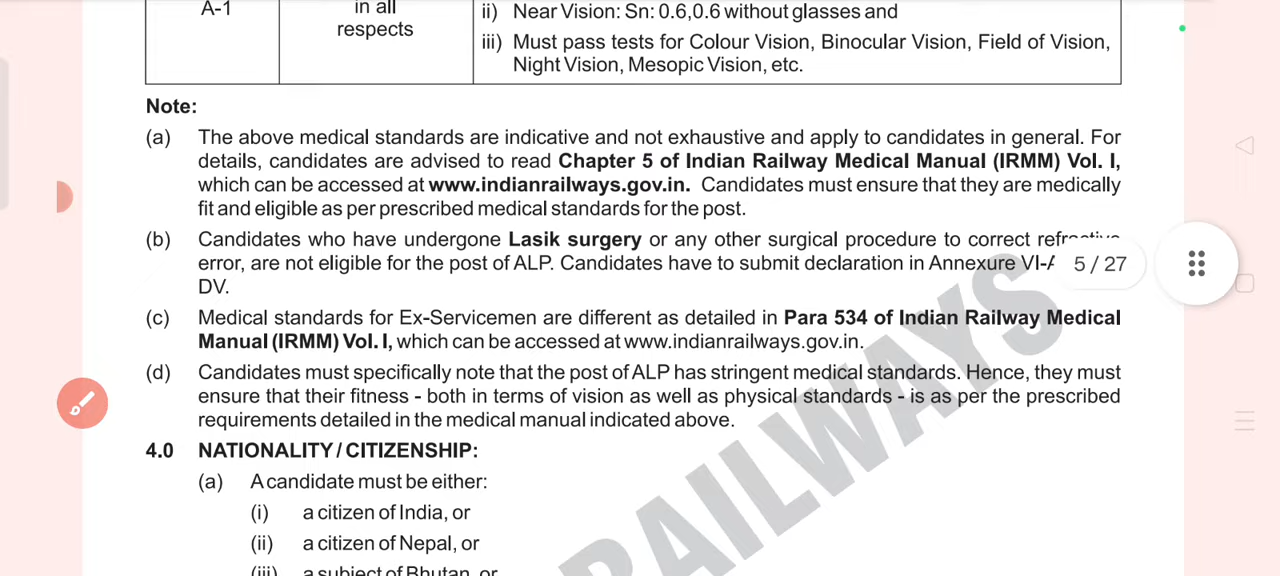 A-1
in all
respects
ii) Near Vision: Sn: 0.6,0.6 without glasses and
iii) Must pass tests for Colour Vision, Binocular Vision, Field of Vision,
Night Vision, Mesopic Vision, etc.
Note:
(a) The above medical standards are indicative and not exhaustive and apply to candidates in general. For
details, candidates are advised to read Chapter 5 of Indian Railway Medical Manual (IRMM) Vol. I,
which can be accessed at www.indianrailways.gov.in. Candidates must ensure that they are medically
fit and eligible as per prescribed medical standards for the post.
(b) Candidates who have undergone Lasik surgery or any other surgical procedure to correct
error, are not eligible for the post of ALP. Candidates have to submit declaration in Annexure
5 / 27
DV.
(c) Medical standards for Ex-Servicemen are different as detailed in Para 534 of Indian Railway Medical
Manual (IRMM) Vol. I, which can be accessed at www.indianrailways.gov.in.
(d) Candidates must specifically note that the post of ALP has stringent medical standards. Hence, they must
ensure that their fitness - both in terms of vision as well as physical standards - is as per the prescribed
requirements detailed in the medical manual indicated above.
4.0 NATIONALITY / CITIZENSHIP:
(a) A candidate must be either:
(i) a citizen of India, or
(ii) a citizen of Nepal, or
(iii) a subject of Bhutan, or
RAILWAYS